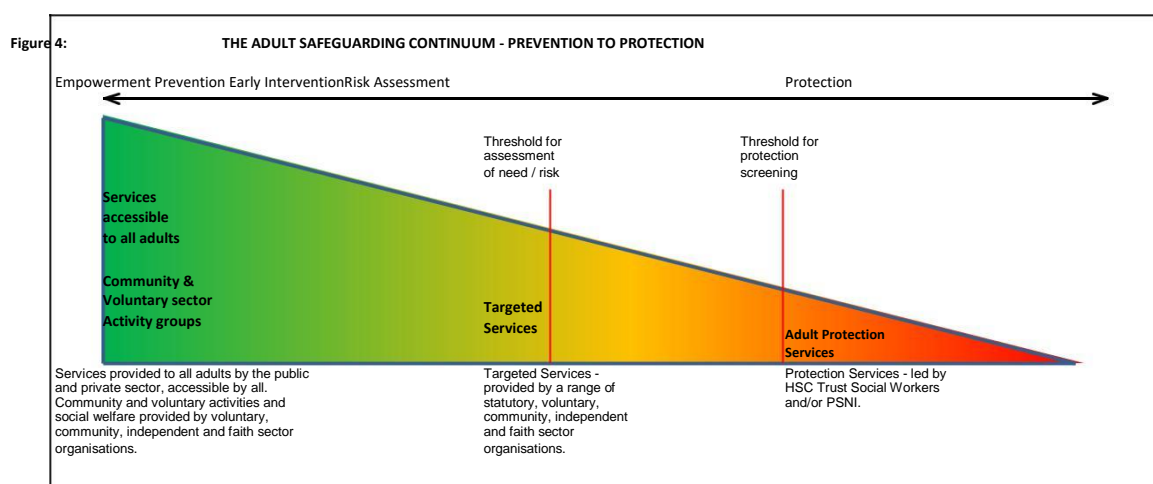 Figure 4: THE ADULT SAFEGUARDING CONTINUUM - PREVENTION TO PROTECTION
Empowerment Prevention Early InterventionRisk Assessment Protection
Threshold for
assessment
of need / risk
Threshold for
protection
screening
Services
accessible
to all adults
Community &
Voluntary sector
Activity groups
Targeted
Services
Adult Protection
Services
Services provided to all adults by the public
and private sector, accessible by all.
Community and voluntary activities and
social welfare provided by voluntary,
community, independent and faith sector
organisations.
Targeted Services -
provided by a range of
statutory, voluntary,
community, independent
and faith sector
organisations.
Protection Services - led by
HSC Trust Social Workers
and/or PSNI.